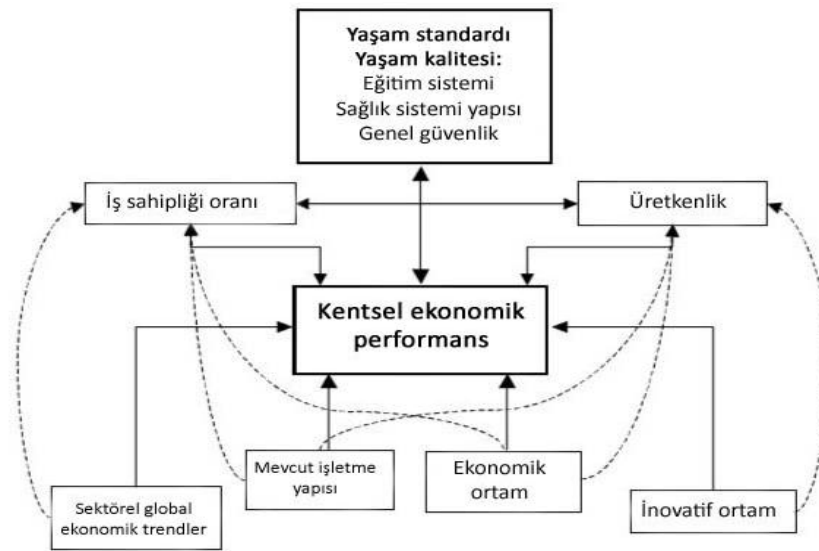 Yaşam standardı
Yaşam kalitesi:
Eğitim sistemi
Sağlık sistemi yapısı
Genel güvenlik
İş sahipliği oranı
Üretkenlik
Kentsel ekonomik
performans
Mevcut işletme
yapısı
Ekonomik
ortam
Sektörel global
ekonomik trendler
İnovatif ortam